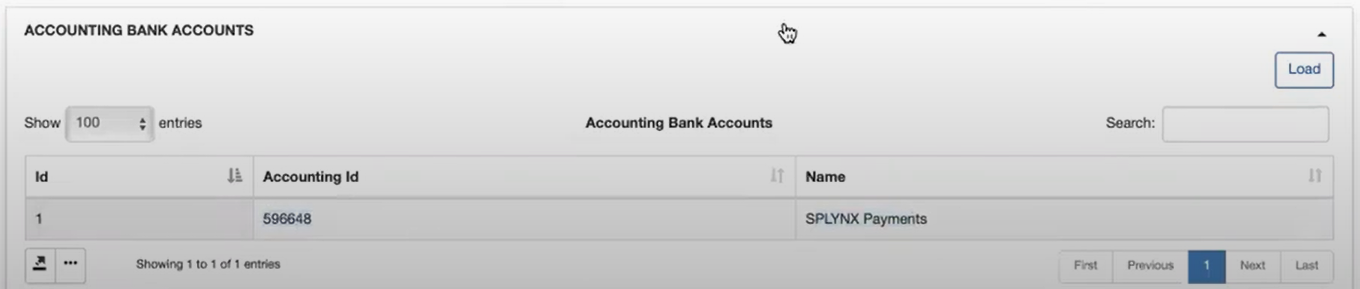 ACCOUNTING BANK ACCOUNTS
Load
Show 100 entries Accounting Bank Accounts Search:
Id Accounting Id Name
1 596648 SPLYNX Payments
Showing 1 to 1 of 1 entries First Previous 1 Next Last